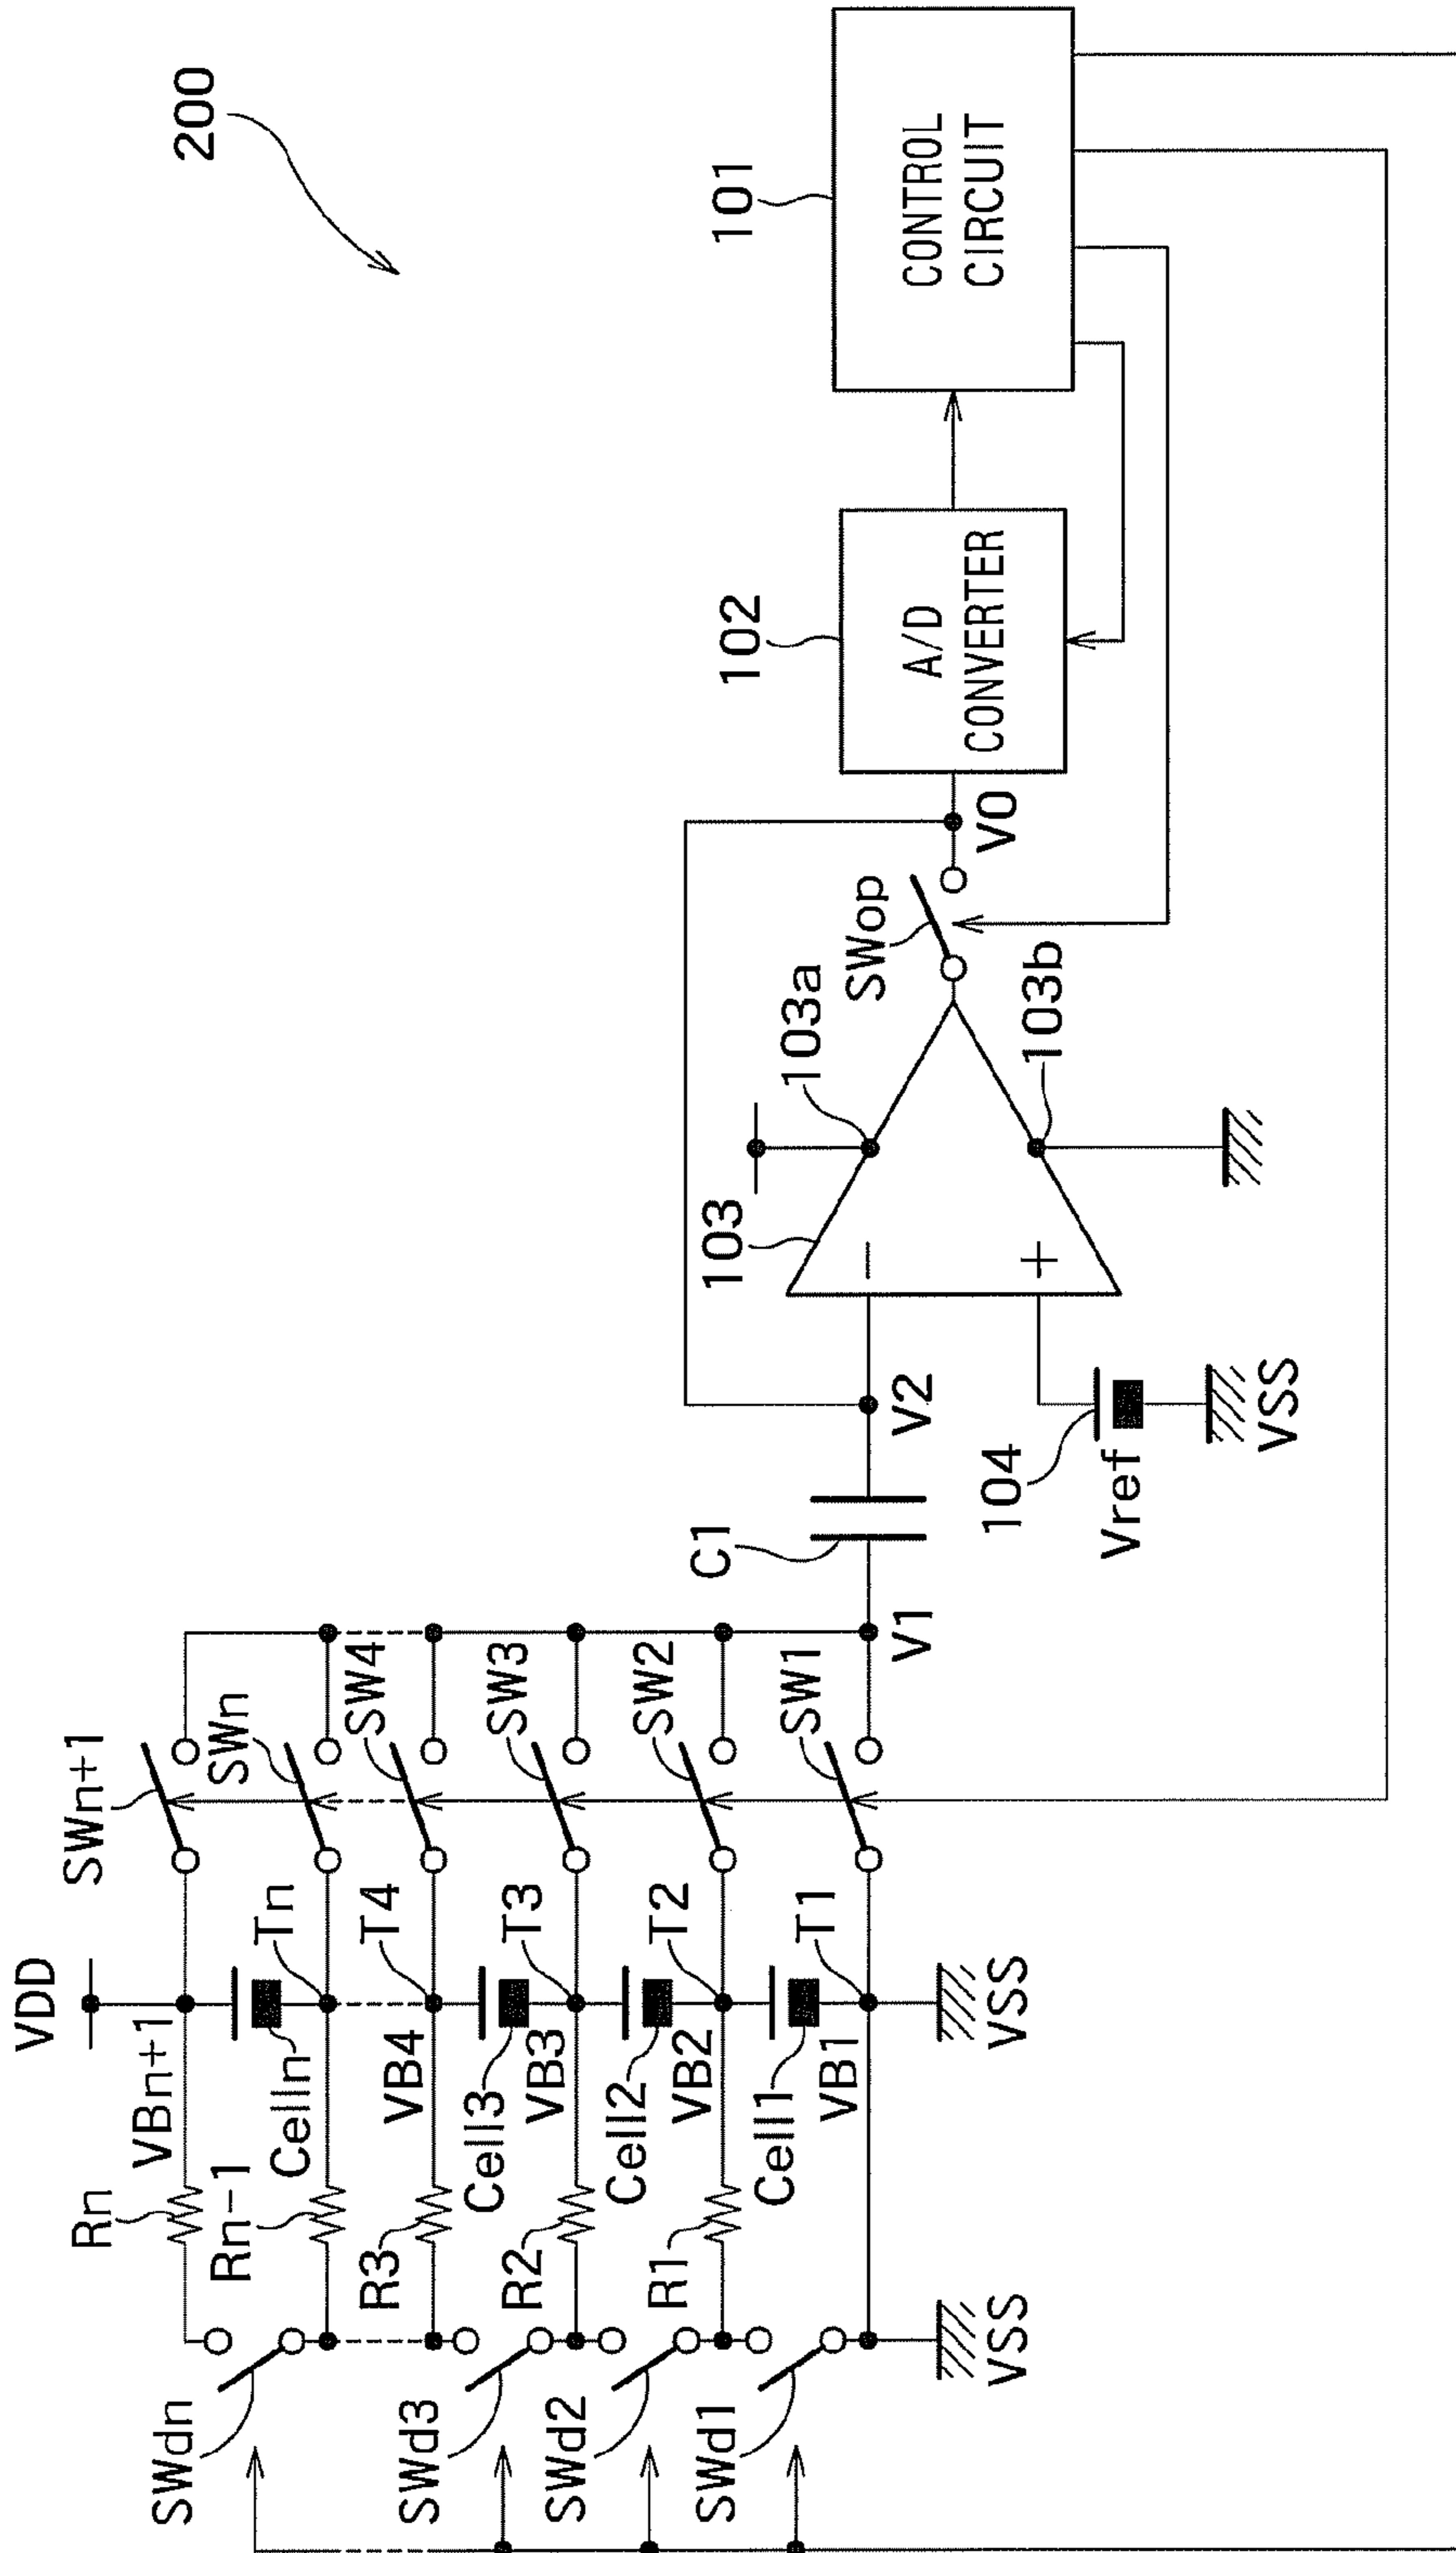 200
VDD
SWn+1
VBn+1
Rn
SWdn
SWn
Tn
Celln
Rn-1
SW4
T4
VB4
R3
SWd3
SW3
T3
Cell3
VB3
R2
SWd2
SW2
T2
Cell2
VB2
R1
SWd1
SW1
T1
Cell1
VB1
VSS
VSS
V1
C1
V2
104
Vref
VSS
103
−
+
103a
103b
SWop
VO
102
A/D
CONVERTER
101
CONTROL
CIRCUIT